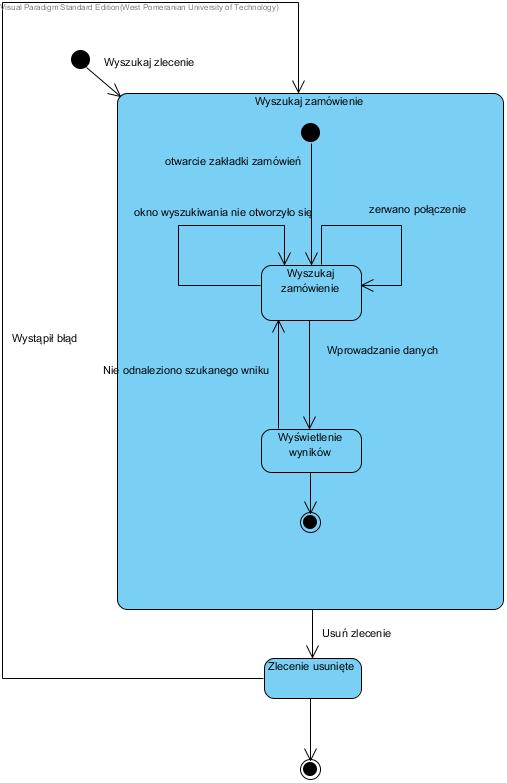 Visual Paradigm Standard Edition(West Pomeranian University of Technology)
Wyszukaj zlecenie
Wyszukaj zamówienie
otwarcie zakładki zamówień
okno wyszukiwania nie otworzyło się
zerwano połączenie
Wyszukaj
zamówienie
Wystąpił błąd
Wprowadzanie danych
Nie odnaleziono szukanego wniku
Wyświetlenie
wyników
Usuń zlecenie
Zlecenie usunięte